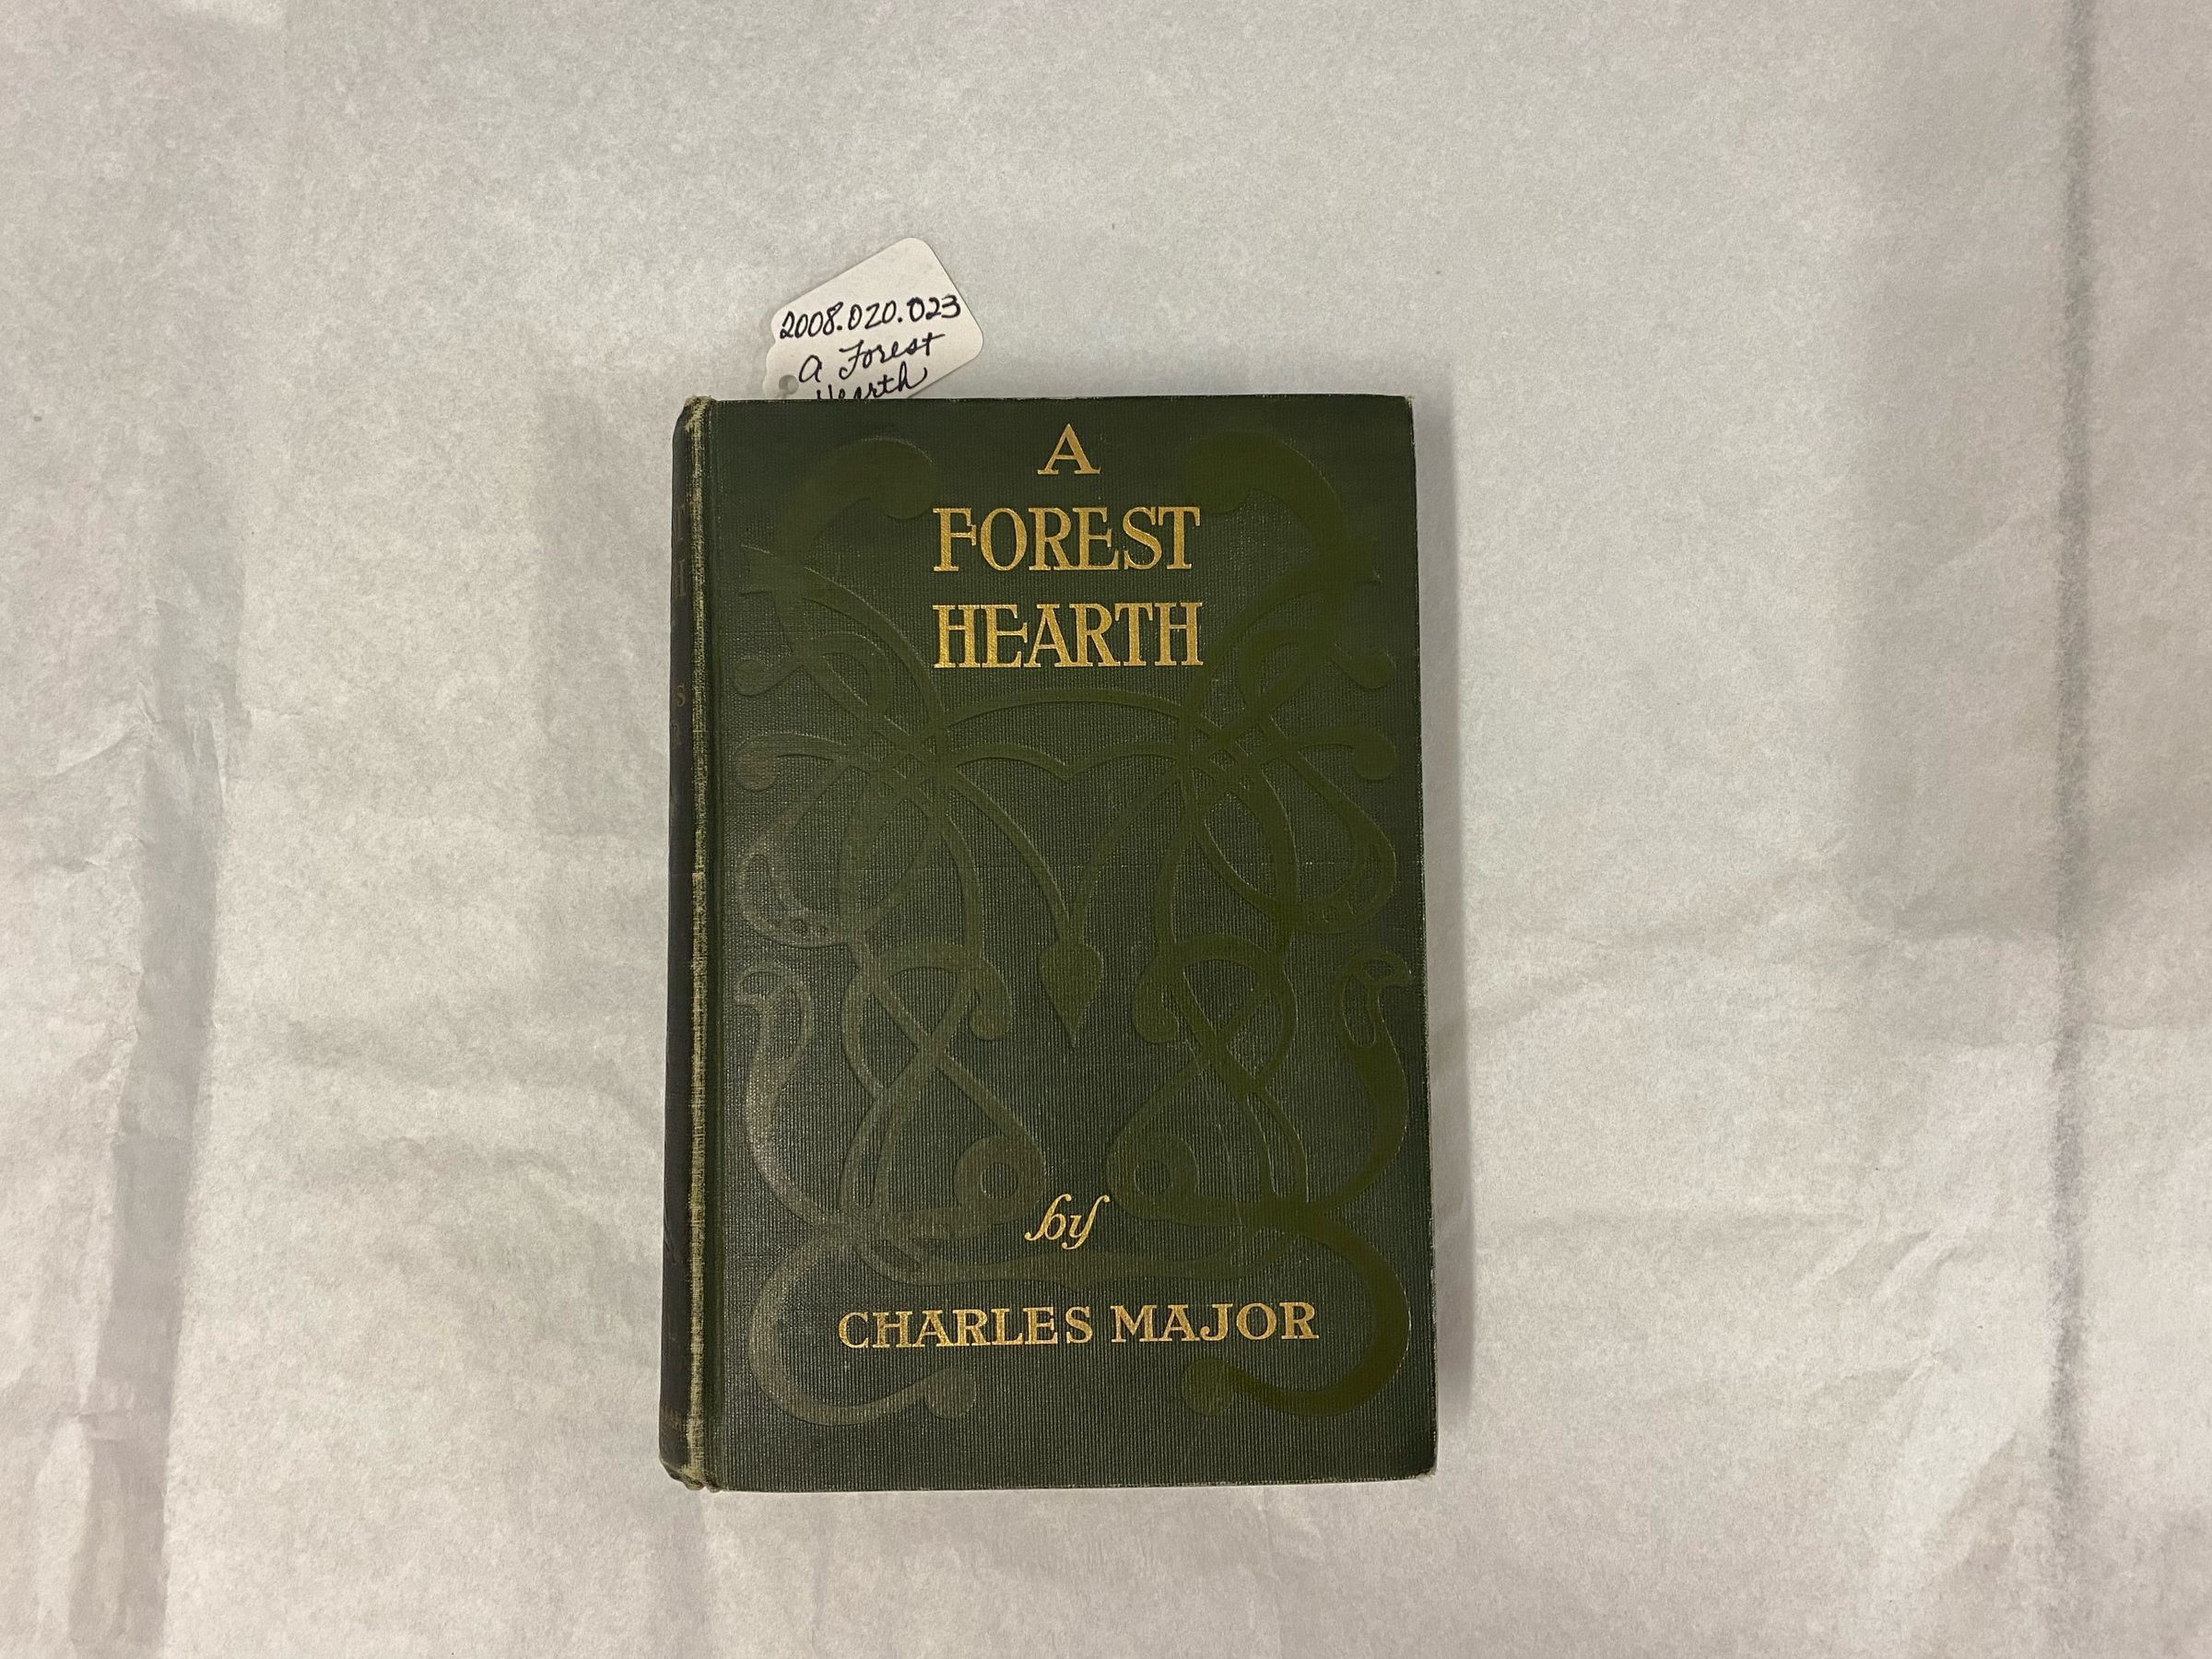 2008.020.023
A Forest
Hearth
A
FOREST
HEARTH
by
CHARLES MAJOR